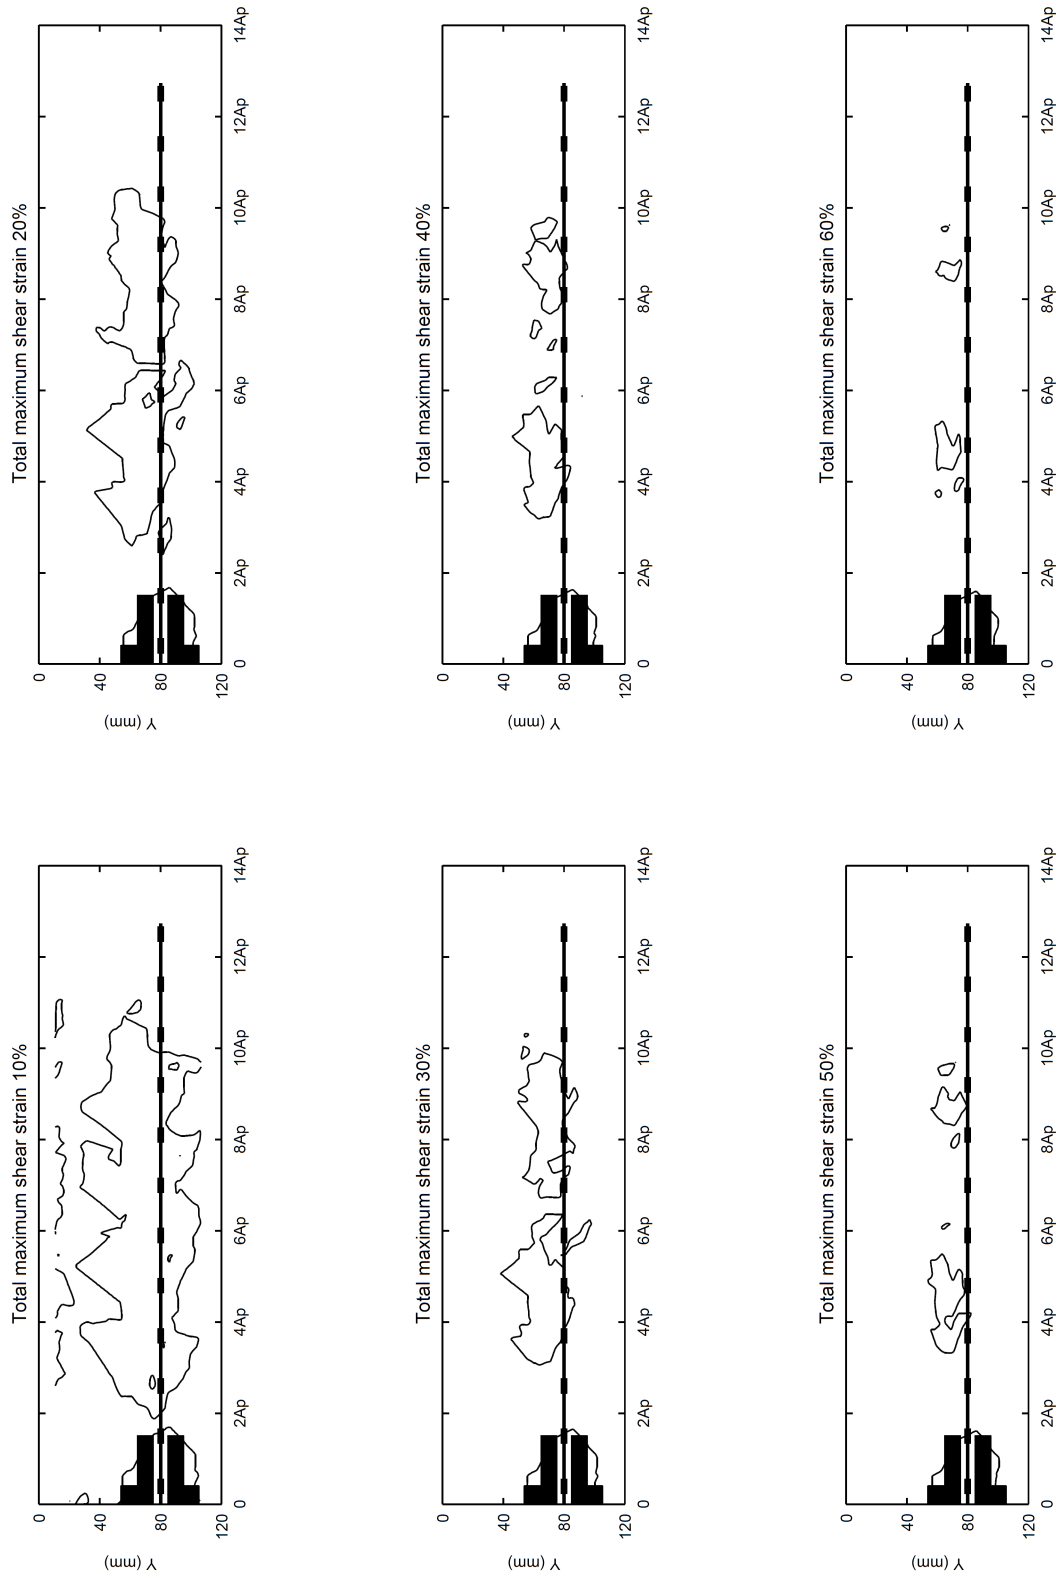 Total maximum shear strain 10%
0
40
80
120
Y (mm)
0 2Ap 4Ap 6Ap 8Ap 10Ap 12Ap 14Ap
Total maximum shear strain 20%
0
40
80
120
Y (mm)
0 2Ap 4Ap 6Ap 8Ap 10Ap 12Ap 14Ap
Total maximum shear strain 30%
0
40
80
120
Y (mm)
0 2Ap 4Ap 6Ap 8Ap 10Ap 12Ap 14Ap
Total maximum shear strain 40%
0
40
80
120
Y (mm)
0 2Ap 4Ap 6Ap 8Ap 10Ap 12Ap 14Ap
Total maximum shear strain 50%
0
40
80
120
Y (mm)
0 2Ap 4Ap 6Ap 8Ap 10Ap 12Ap 14Ap
Total maximum shear strain 60%
0
40
80
120
Y (mm)
0 2Ap 4Ap 6Ap 8Ap 10Ap 12Ap 14Ap